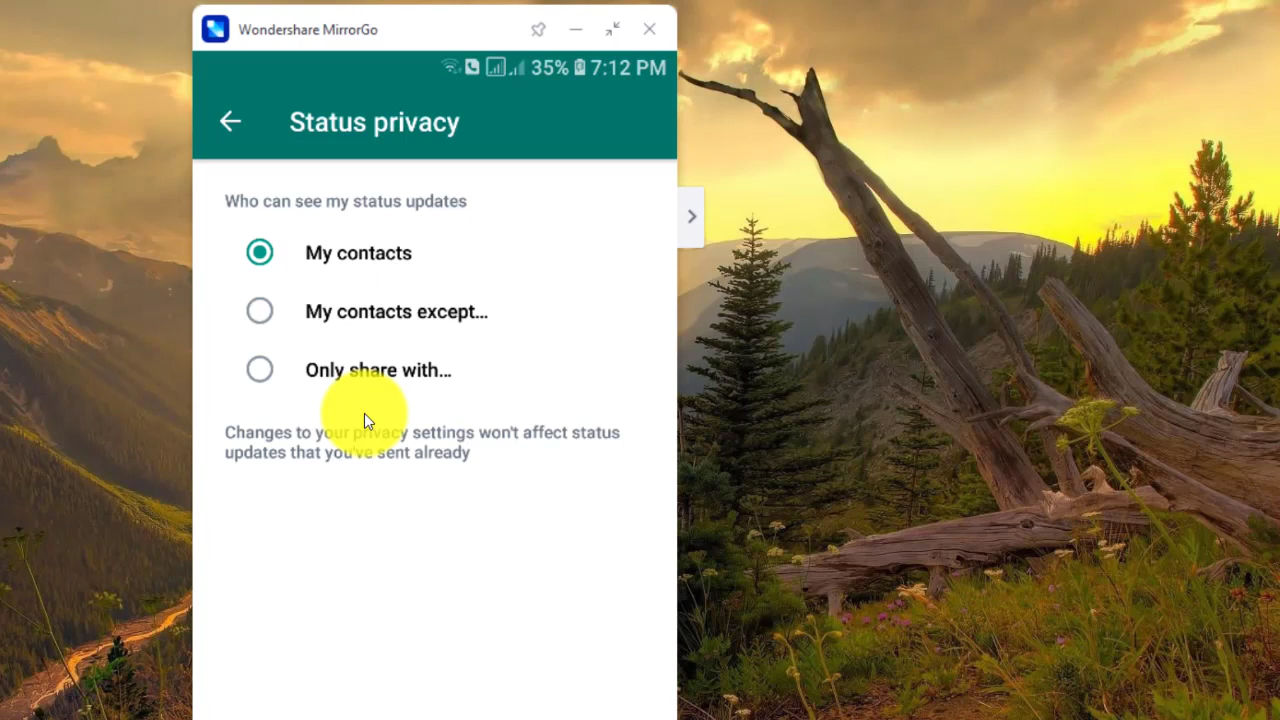 Wondershare MirrorGo
35% 7:12 PM
Status privacy
Who can see my status updates
My contacts
My contacts except...
Only share with...
Changes to your privacy settings won't affect status
updates that you've sent already